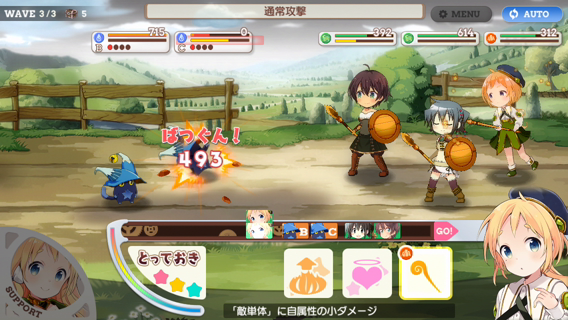 WAVE 3/3 5
通常攻撃
MENU
AUTO
715
B
0
C
392
614
312
ばつぐん!
493
B
C
GO!
とっておき
SUPPORT
「敵単体」に自属性の小ダメージ